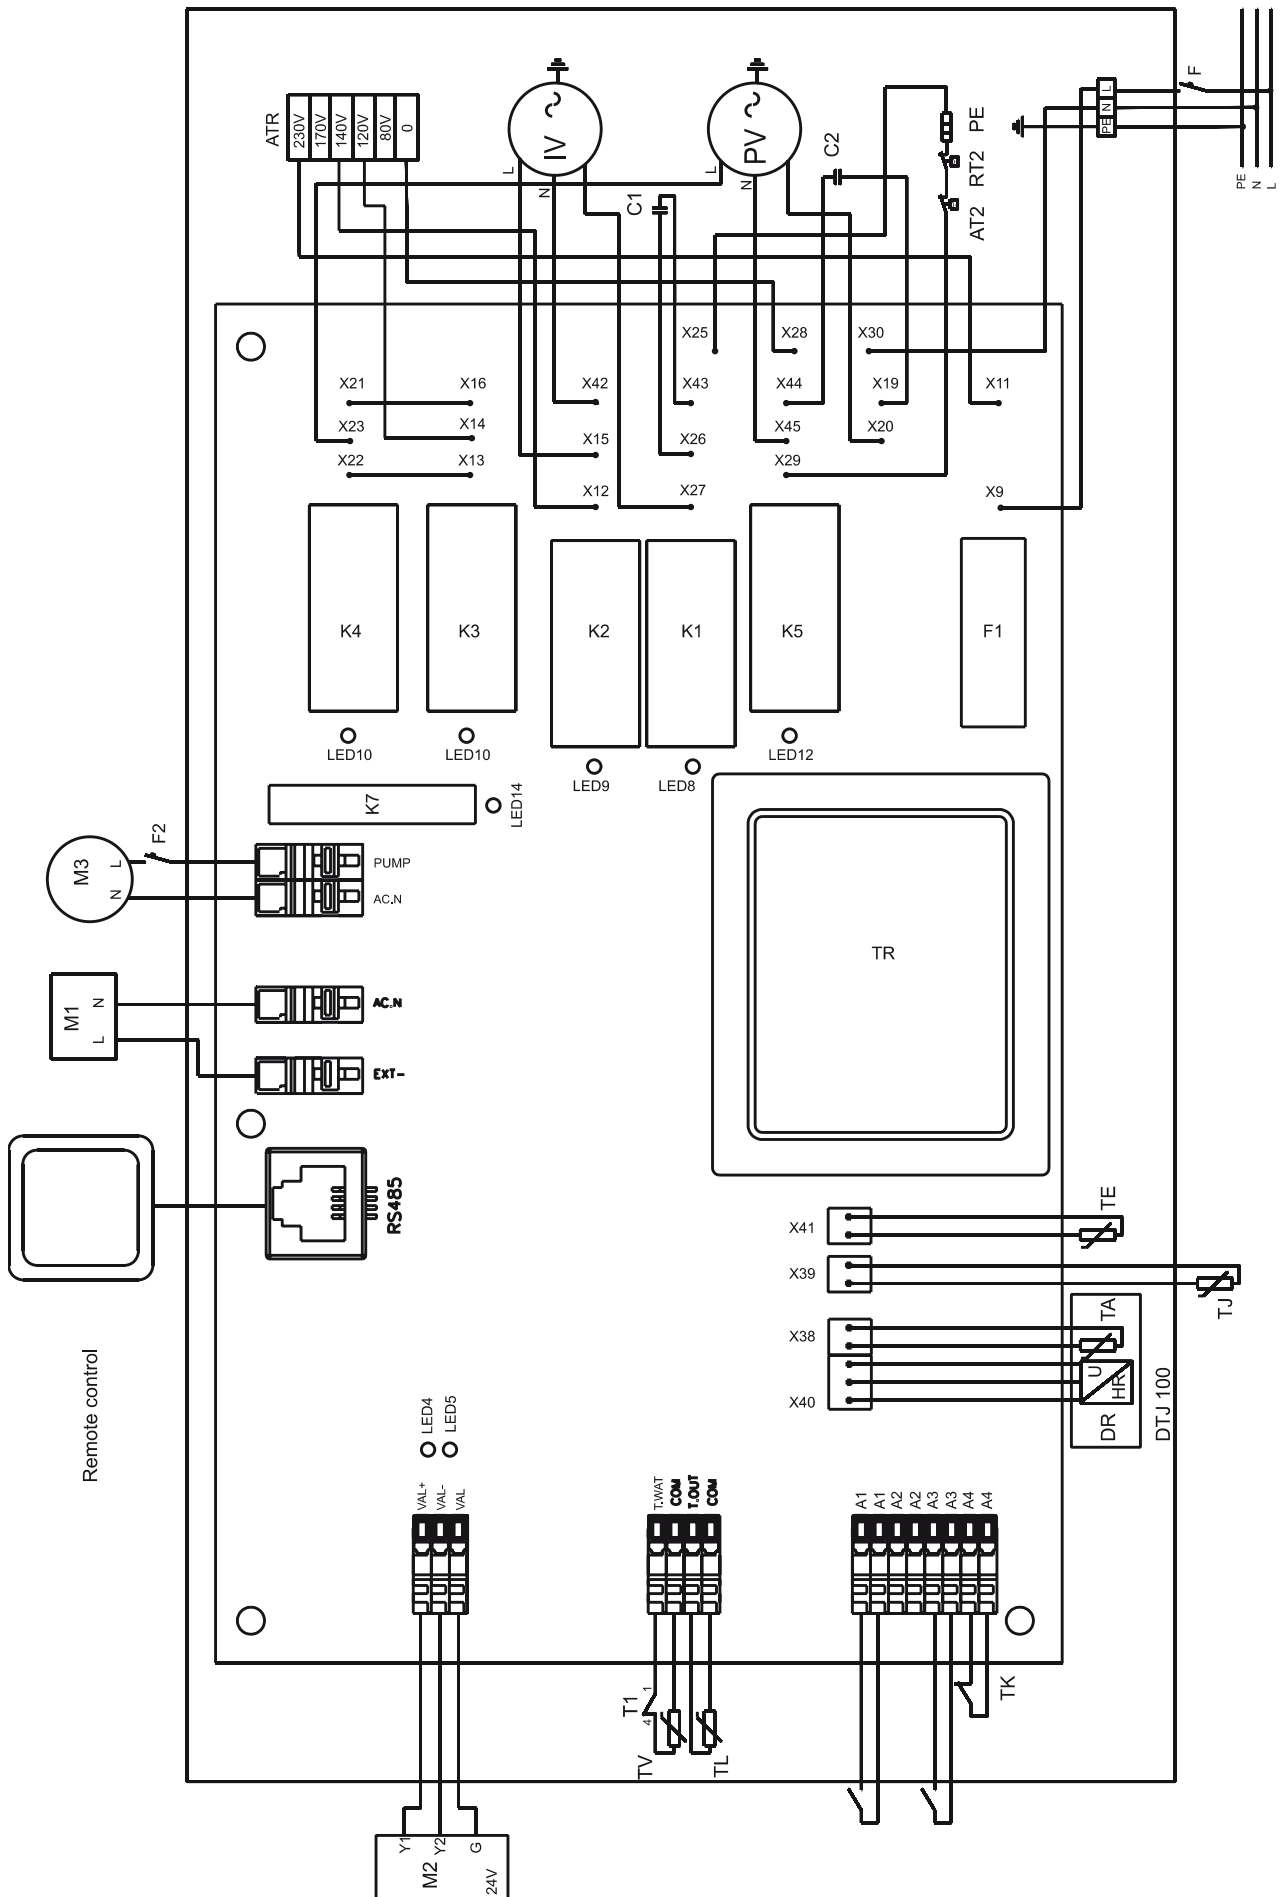 ATR
230V
170V
140V
120V
80V
0
IV
L
N
PV
L
N
C1
C2
AT2 RT2 PE
PE N L
F
PE
N
L
X25
X28
X30
X21
X16
X42
X43
X44
X19
X11
X23
X14
X15
X26
X45
X20
X22
X13
X29
X12
X27
X9
K4
K3
K2
K1
K5
F1
LED10
LED10
LED9
LED8
LED12
K7
LED14
M3
L
N
F2
PUMP
AC.N
M1
N
L
AC.N
EXT-
RS485
Remote control
TR
X41
TE
X39
TJ
X38
TA
X40
U
HR
DR
DTJ 100
LED4
LED5
VAL+
VAL-
VAL
T.WAT
COM
T.OUT
COM
A1
A1
A2
A2
A3
A3
A4
A4
T1
1
4
TV
TL
TK
Y1
Y2
G
M2
24V